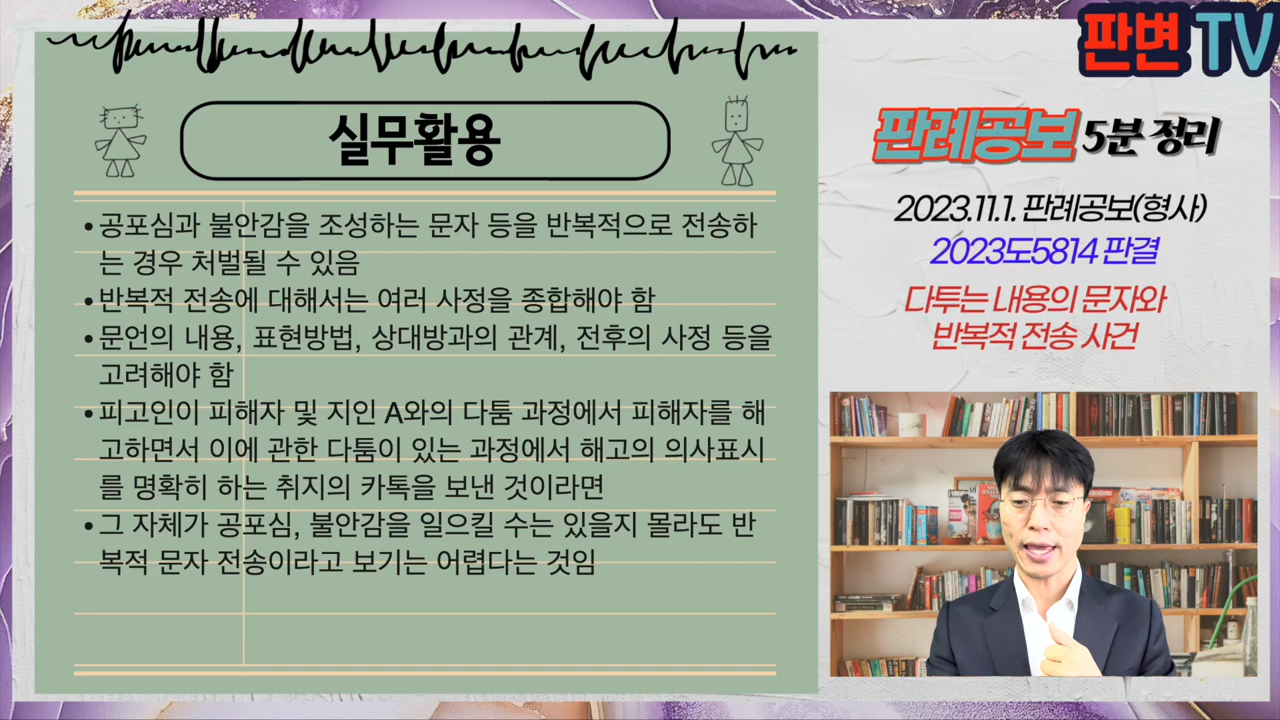 판변 TV
실무활용
• 공포심과 불안감을 조성하는 문자 등을 반복적으로 전송하
는 경우 처벌될 수 있음
• 반복적 전송에 대해서는 여러 사정을 종합해야 함
• 문언의 내용, 표현방법, 상대방과의 관계, 전후의 사정 등을
고려해야 함
• 피고인이 피해자 및 지인 A와의 다툼 과정에서 피해자를 해
고하면서 이에 관한 다툼이 있는 과정에서 해고의 의사표시
를 명확히 하는 취지의 카톡을 보낸 것이라면
• 그 자체가 공포심, 불안감을 일으킬 수는 있을지 몰라도 반
복적 문자 전송이라고 보기는 어렵다는 것임
판례공보 5분 정리
2023.11.1. 판례공보(형사)
2023도5814 판결
다투는 내용의 문자와
반복적 전송 사건